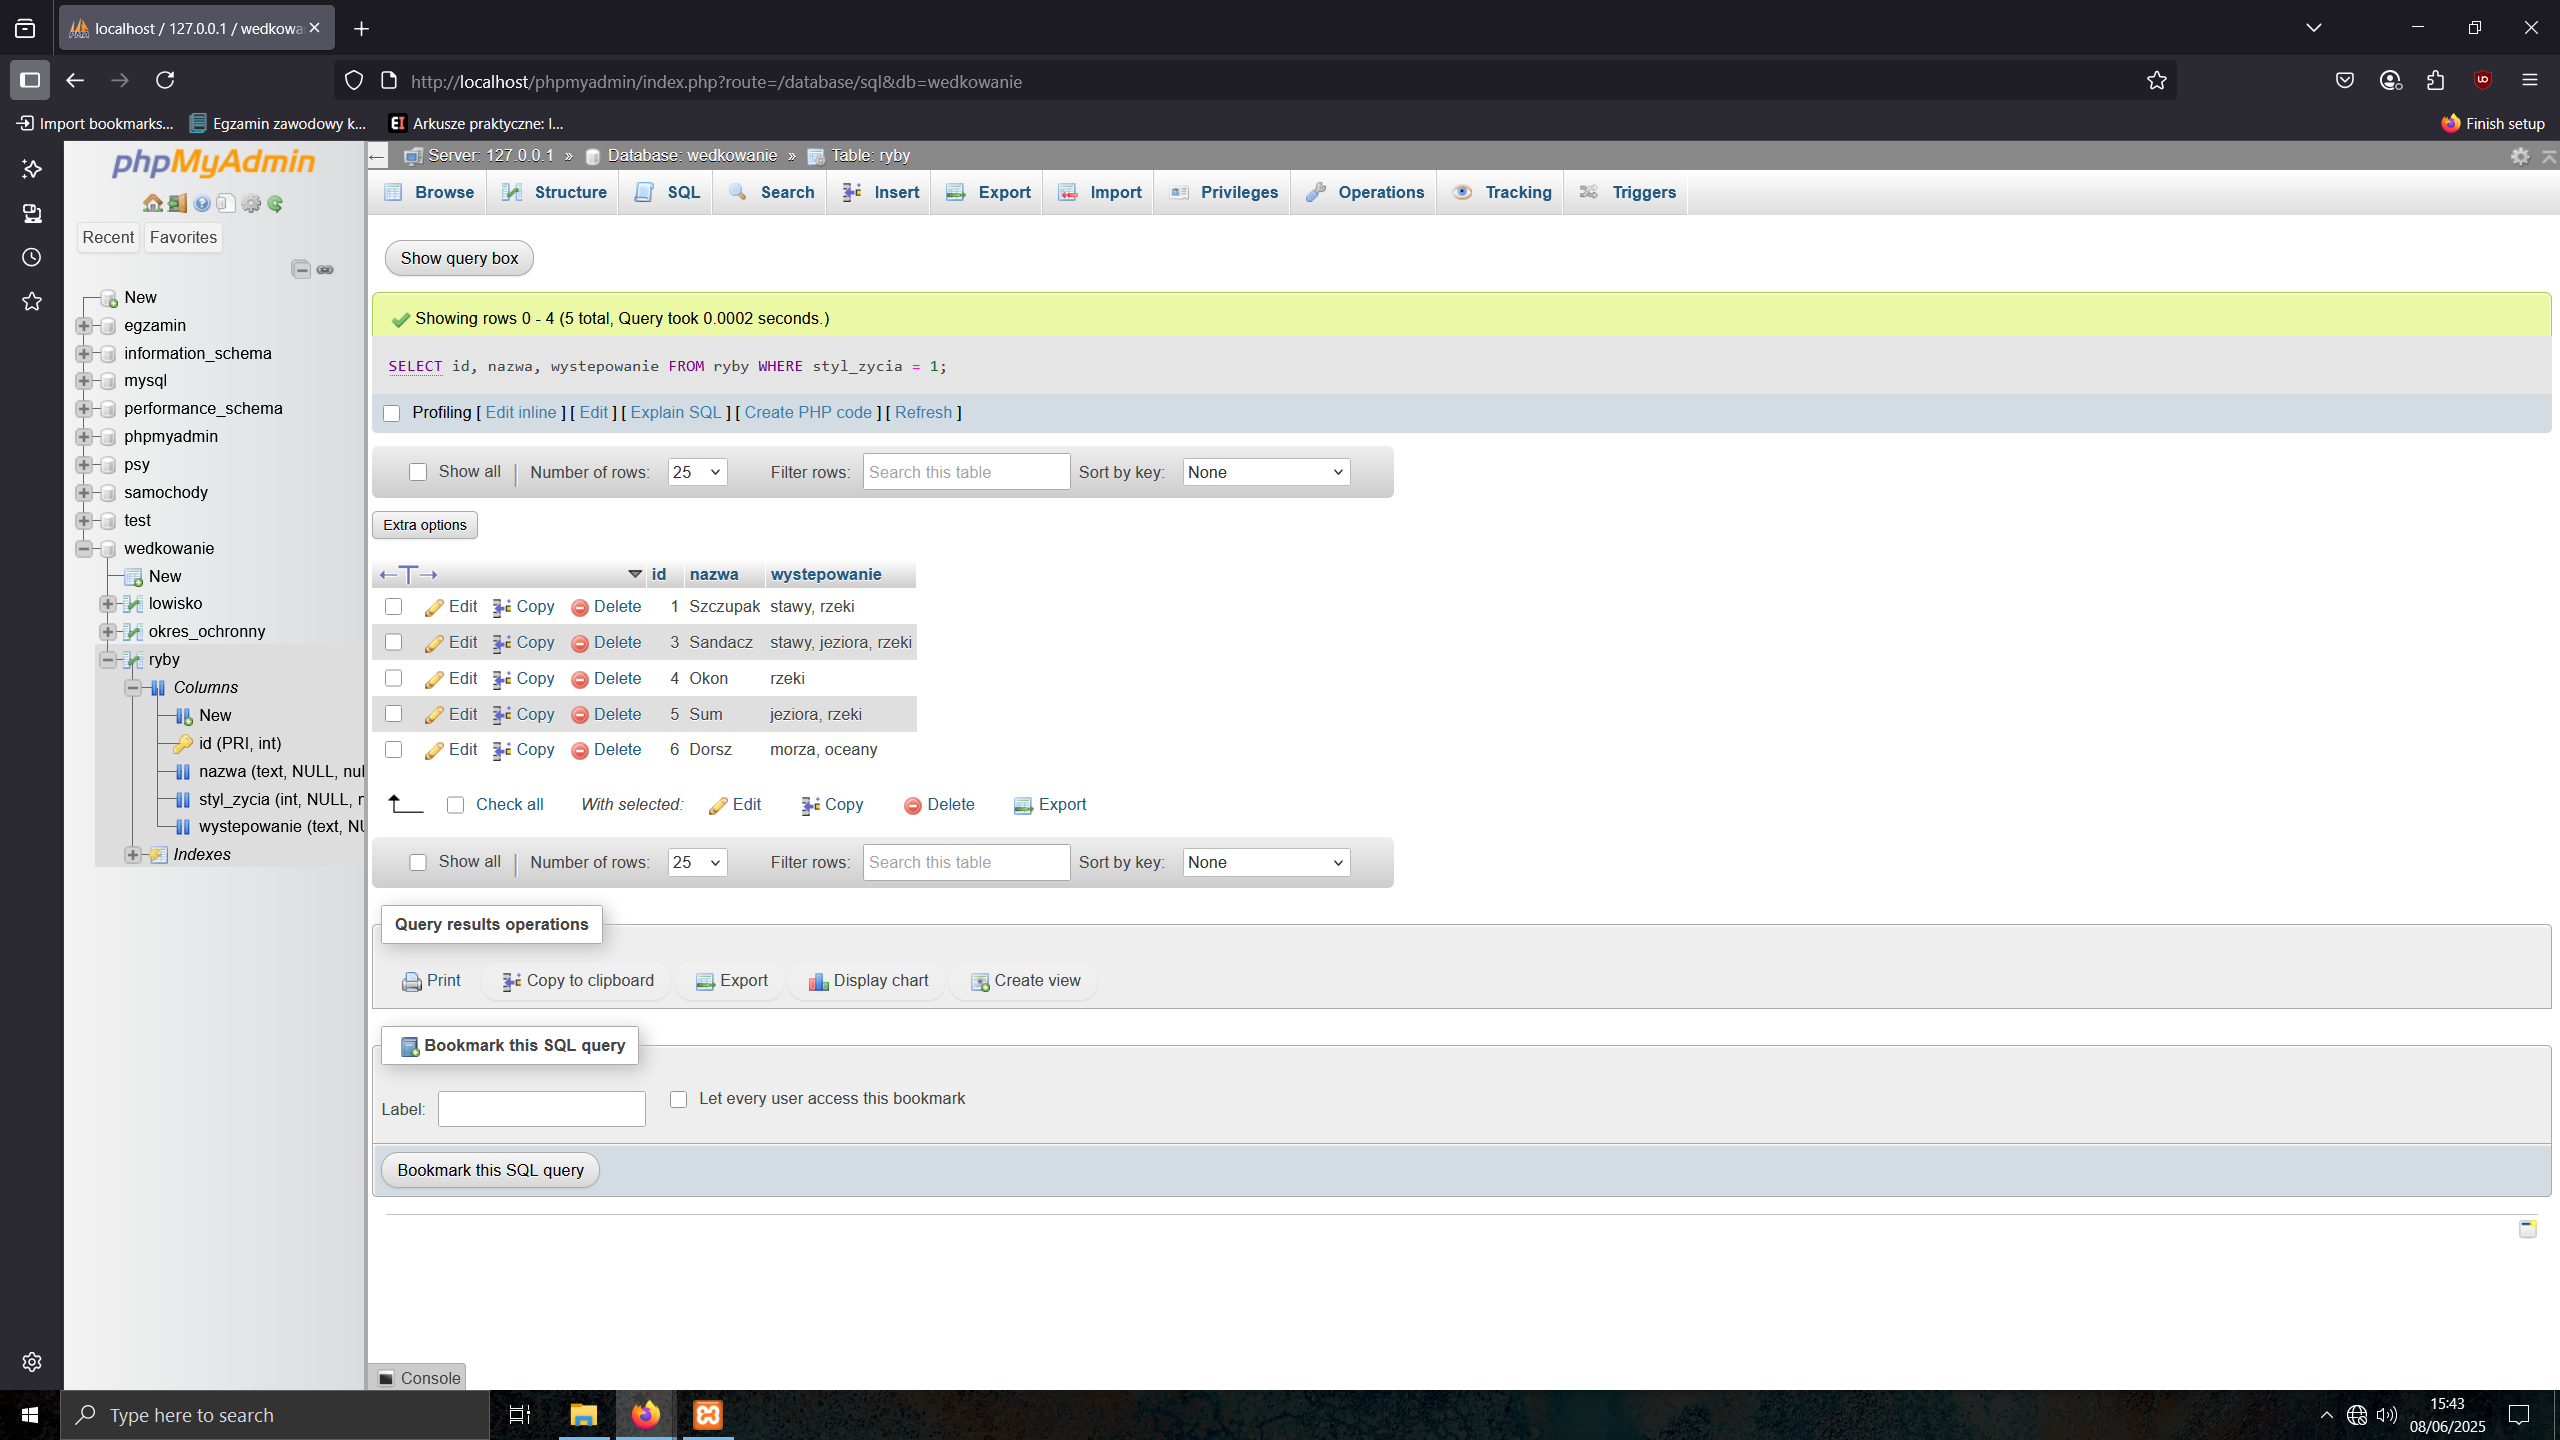 localhost / 127.0.0.1 / wedkowa
http://localhost/phpmyadmin/index.php?route=/database/sql&db=wedkowanie
Import bookmarks... Egzamin zawodowy k... EI Arkusze praktyczne: I... Finish setup
phpMyAdmin
Recent Favorites
New
egzamin
information_schema
mysql
performance_schema
phpmyadmin
psy
samochody
test
wedkowanie
New
lowisko
okres_ochronny
ryby
Columns
New
id (PRI, int)
nazwa (text, NULL, nul
styl_zycia (int, NULL, n
wystepowanie (text, NU
Indexes
Server: 127.0.0.1 » Database: wedkowanie » Table: ryby
Browse Structure SQL Search Insert Export Import Privileges Operations Tracking Triggers
Show query box
Showing rows 0 - 4 (5 total, Query took 0.0002 seconds.)
SELECT id, nazwa, wystepowanie FROM ryby WHERE styl_zycia = 1;
Profiling [ Edit inline ] [ Edit ] [ Explain SQL ] [ Create PHP code ] [ Refresh ]
Show all | Number of rows: 25 Filter rows: Search this table Sort by key: None
Extra options
←T→ id nazwa wystepowanie
Edit Copy Delete 1 Szczupak stawy, rzeki
Edit Copy Delete 3 Sandacz stawy, jeziora, rzeki
Edit Copy Delete 4 Okon rzeki
Edit Copy Delete 5 Sum jeziora, rzeki
Edit Copy Delete 6 Dorsz morza, oceany
Check all With selected: Edit Copy Delete Export
Show all | Number of rows: 25 Filter rows: Search this table Sort by key: None
Query results operations
Print Copy to clipboard Export Display chart Create view
Bookmark this SQL query
Label: Let every user access this bookmark
Bookmark this SQL query
Console
Type here to search
15:43
08/06/2025